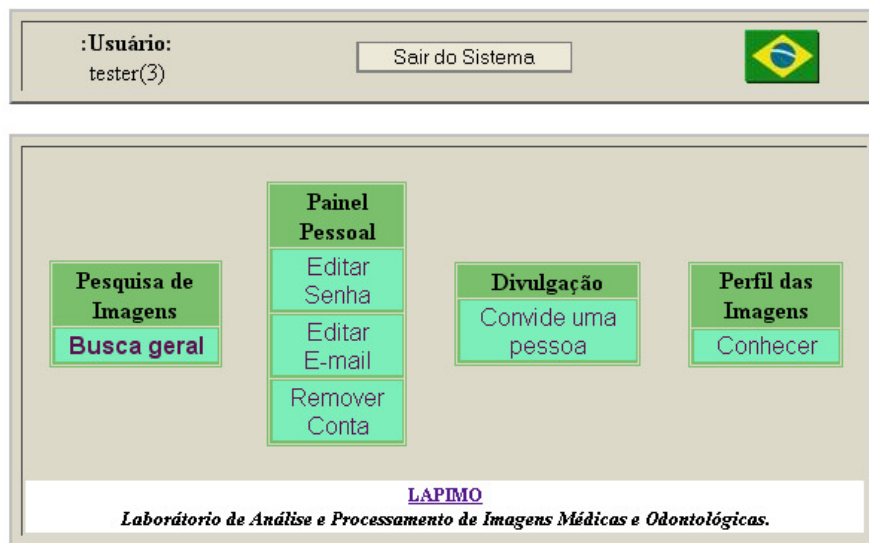 :Usuário:
tester(3)
Sair do Sistema
Pesquisa de
Imagens
Busca geral
Painel
Pessoal
Editar
Senha
Editar
E-mail
Remover
Conta
Divulgação
Convide uma
pessoa
Perfil das
Imagens
Conhecer
LAPIMO
Laborátorio de Análise e Processamento de Imagens Médicas e Odontológicas.